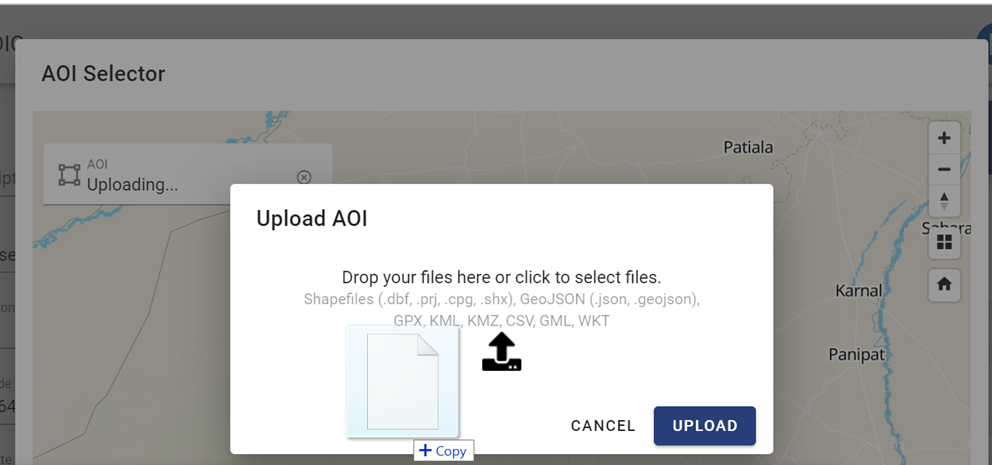 AOI Selector
Patiala
AOI
Uploading...
Upload AOI
Drop your files here or click to select files.
Shapefiles (.dbf, .prj, .cpg, .shx), GeoJSON (.json, .geojson),
GPX, KML, KMZ, CSV, GML, WKT
Karnal
Panipat
CANCEL
UPLOAD
+ Copy
64